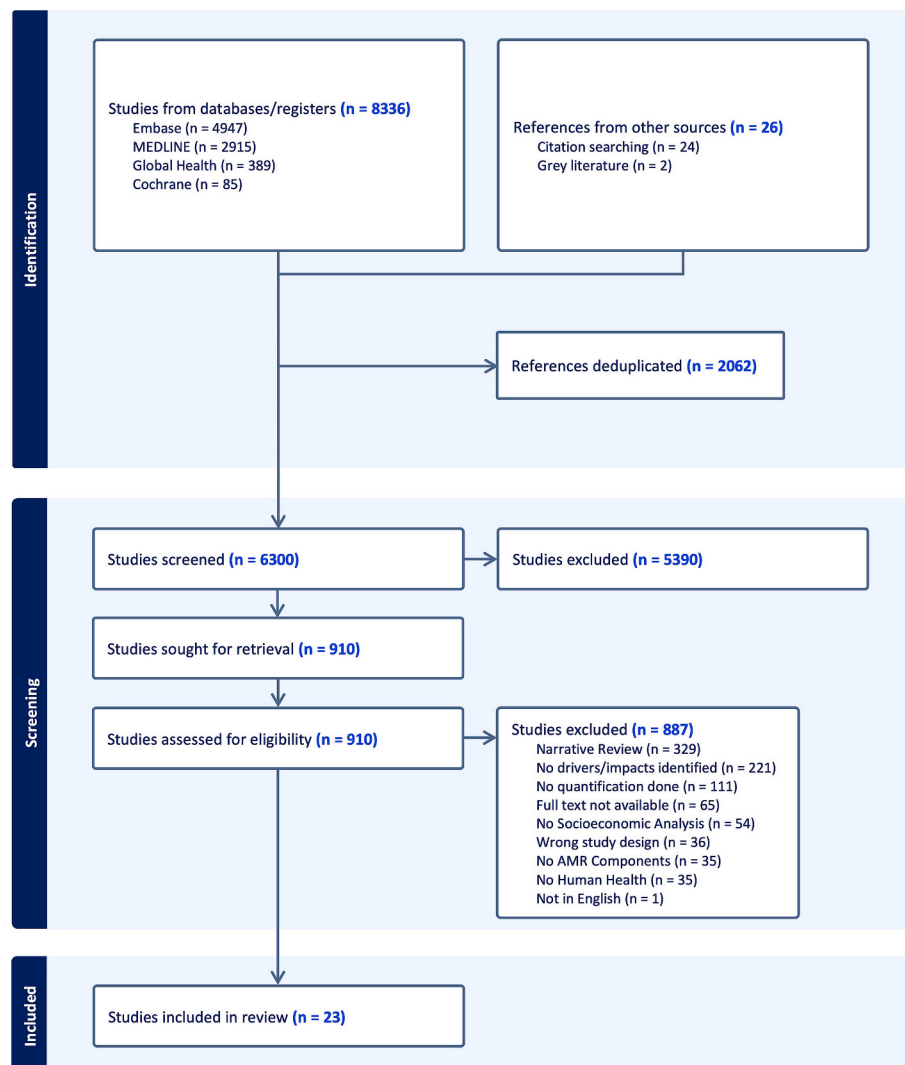 Identification
Studies from databases/registers (n = 8336)
Embase (n = 4947)
MEDLINE (n = 2915)
Global Health (n = 389)
Cochrane (n = 85)
References from other sources (n = 26)
Citation searching (n = 24)
Grey literature (n = 2)
References deduplicated (n = 2062)
Screening
Studies screened (n = 6300)
Studies excluded (n = 5390)
Studies sought for retrieval (n = 910)
Studies assessed for eligibility (n = 910)
Studies excluded (n = 887)
Narrative Review (n = 329)
No drivers/impacts identified (n = 221)
No quantification done (n = 111)
Full text not available (n = 65)
No Socioeconomic Analysis (n = 54)
Wrong study design (n = 36)
No AMR Components (n = 35)
No Human Health (n = 35)
Not in English (n = 1)
Included
Studies included in review (n = 23)